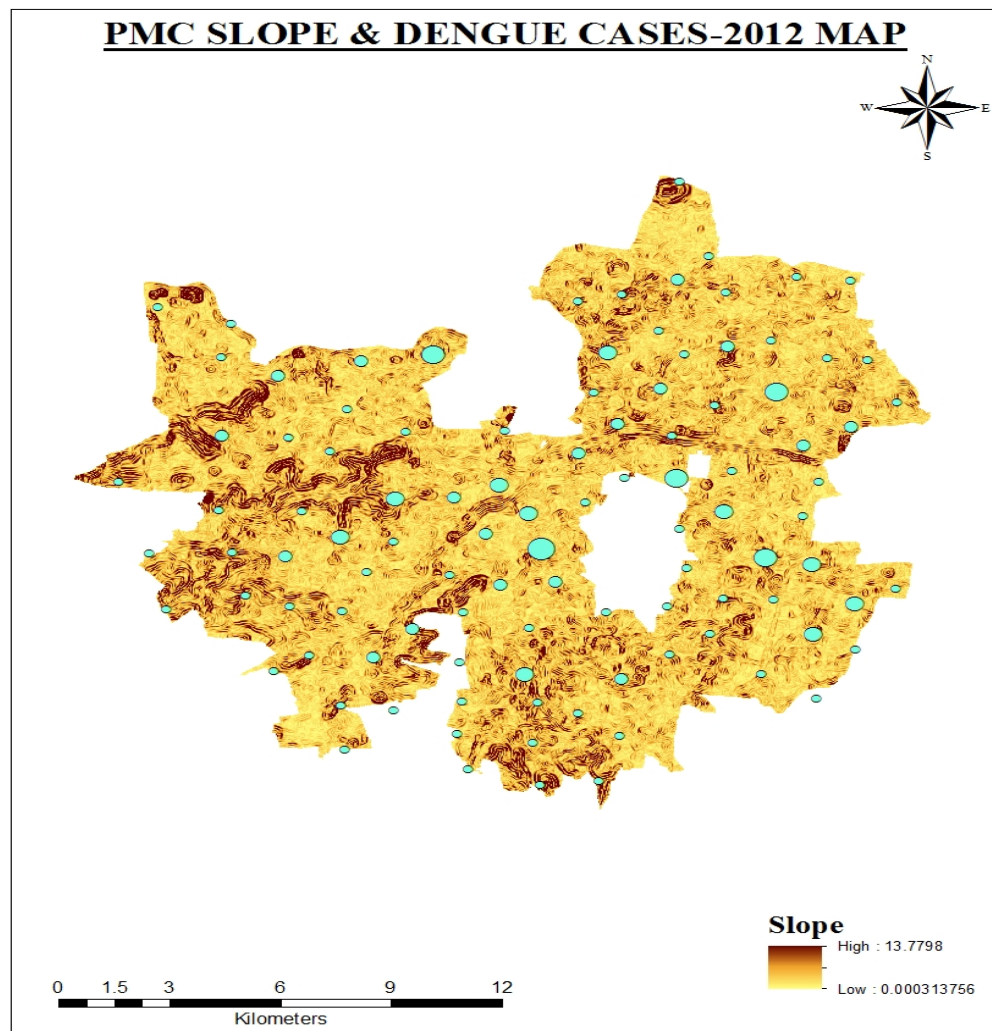 PMC SLOPE & DENGUE CASES-2012 MAP
N
W E
S
Slope
High : 13.7798
Low : 0.000313756
0 1.5 3 6 9 12
Kilometers